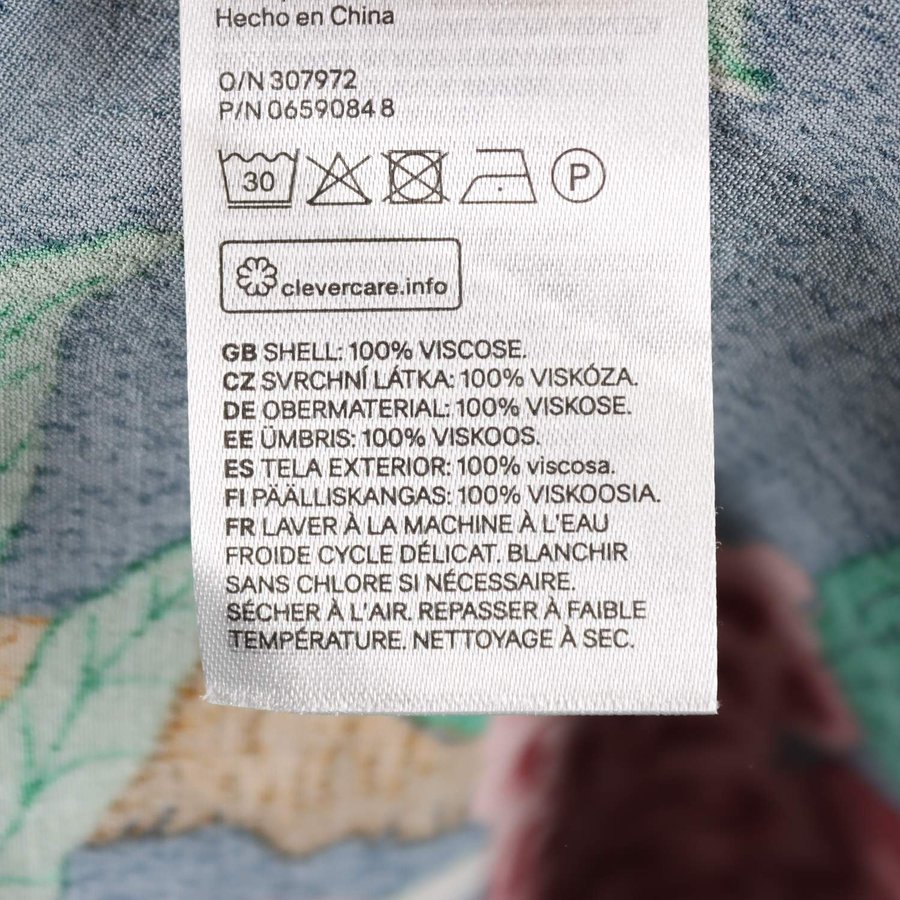 Hecho en China
O/N 307972
P/N 0659084 8
30
P
clevercare.info
GB SHELL: 100% VISCOSE.
CZ SVRCHNÍ LÁTKA: 100% VISKÓZA.
DE OBERMATERIAL: 100% VISKOSE.
EE ÜMBRIS: 100% VISKOOS.
ES TELA EXTERIOR: 100% viscosa.
FI PÄÄLLISKANGAS: 100% VISKOOSIA.
FR LAVER À LA MACHINE À L'EAU
FROIDE CYCLE DÉLICAT. BLANCHIR
SANS CHLORE SI NÉCESSAIRE.
SÉCHER À L'AIR. REPASSER À FAIBLE
TEMPÉRATURE. NETTOYAGE À SEC.